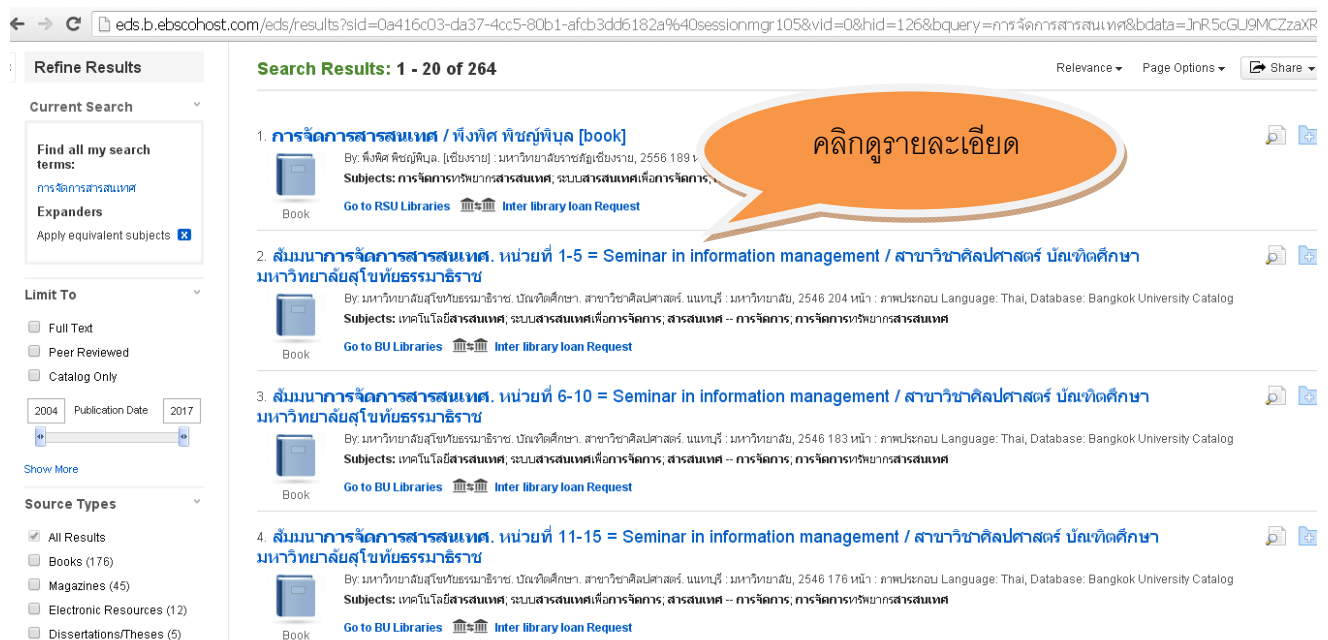 eds.b.ebscohost.com/eds/results?sid=0a416c03-da37-4cc5-80b1-afcb3dd6182a%40sessionmgr105&vid=0&hid=126&bquery=การจัดการสารสนเทศ&bdata=JnR5cGU9MCZzaXR
Refine Results
Current Search
Find all my search terms:
การจัดการสารสนเทศ
Expanders
Apply equivalent subjects
Limit To
Full Text
Peer Reviewed
Catalog Only
2004 Publication Date 2017
Show More
Source Types
All Results
Books (176)
Magazines (45)
Electronic Resources (12)
Dissertations/Theses (5)
Search Results: 1 - 20 of 264
Relevance Page Options Share
คลิกดูรายละเอียด
1. การจัดการสารสนเทศ / พึงพิศ พิชญ์พิบุล [book]
By: พึงพิศ พิชญ์พิบุล. [เชียงราย] : มหาวิทยาลัยราชภัฏเชียงราย, 2556 189 ห
Subjects: การจัดการทรัพยากรสารสนเทศ; ระบบสารสนเทศเพื่อการจัดการ;
Book
Go to RSU Libraries Inter library loan Request
2. สัมมนาการจัดการสารสนเทศ. หน่วยที่ 1-5 = Seminar in information management / สาขาวิชาศิลปศาสตร์ บัณฑิตศึกษา
มหาวิทยาลัยสุโขทัยธรรมาธิราช
By: มหาวิทยาลัยสุโขทัยธรรมาธิราช. บัณฑิตศึกษา. สาขาวิชาศิลปศาสตร์. นนทบุรี : มหาวิทยาลัย, 2546 204 หน้า : ภาพประกอบ Language: Thai, Database: Bangkok University Catalog
Subjects: เทคโนโลยีสารสนเทศ; ระบบสารสนเทศเพื่อการจัดการ; สารสนเทศ -- การจัดการ; การจัดการทรัพยากรสารสนเทศ
Book
Go to BU Libraries Inter library loan Request
3. สัมมนาการจัดการสารสนเทศ. หน่วยที่ 6-10 = Seminar in information management / สาขาวิชาศิลปศาสตร์ บัณฑิตศึกษา
มหาวิทยาลัยสุโขทัยธรรมาธิราช
By: มหาวิทยาลัยสุโขทัยธรรมาธิราช. บัณฑิตศึกษา. สาขาวิชาศิลปศาสตร์. นนทบุรี : มหาวิทยาลัย, 2546 183 หน้า : ภาพประกอบ Language: Thai, Database: Bangkok University Catalog
Subjects: เทคโนโลยีสารสนเทศ; ระบบสารสนเทศเพื่อการจัดการ; สารสนเทศ -- การจัดการ; การจัดการทรัพยากรสารสนเทศ
Book
Go to BU Libraries Inter library loan Request
4. สัมมนาการจัดการสารสนเทศ. หน่วยที่ 11-15 = Seminar in information management / สาขาวิชาศิลปศาสตร์ บัณฑิตศึกษา
มหาวิทยาลัยสุโขทัยธรรมาธิราช
By: มหาวิทยาลัยสุโขทัยธรรมาธิราช. บัณฑิตศึกษา. สาขาวิชาศิลปศาสตร์. นนทบุรี : มหาวิทยาลัย, 2546 176 หน้า : ภาพประกอบ Language: Thai, Database: Bangkok University Catalog
Subjects: เทคโนโลยีสารสนเทศ; ระบบสารสนเทศเพื่อการจัดการ; สารสนเทศ -- การจัดการ; การจัดการทรัพยากรสารสนเทศ
Book
Go to BU Libraries Inter library loan Request